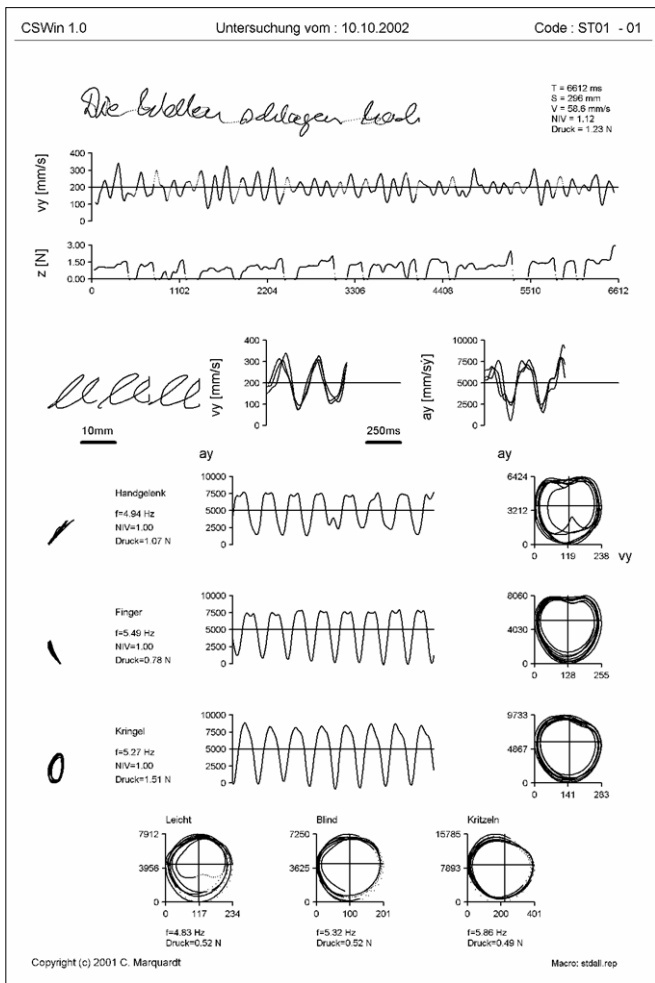 CSWin 1.0 Untersuchung vom : 10.10.2002 Code : ST01 - 01
Die Wellen schlagen hoch
T = 6612 ms
S = 296 mm
V = 58.6 mm/s
NIV = 1.12
Druck = 1.23 N
vy [mm/s]
400
300
200
100
0
z [N]
3.00
1.50
0.00
0 1102 2204 3306 4408 5510 6612
10mm
vy [mm/s]
400
300
200
100
0
250ms
ay [mm/sÿ]
10000
7500
5000
2500
0
ay ay
Handgelenk
f=4.94 Hz
NIV=1.00
Druck=1.07 N
10000
7500
5000
2500
0
6424
3212
0
0 119 238 vy
Finger
f=5.49 Hz
NIV=1.00
Druck=0.78 N
10000
7500
5000
2500
0
8060
4030
0
0 128 255
Kringel
f=5.27 Hz
NIV=1.00
Druck=1.51 N
10000
7500
5000
2500
0
9733
4867
0
0 141 283
Leicht
7912
3956
0
0 117 234
f=4.83 Hz
Druck=0.52 N
Blind
7250
3625
0
0 100 201
f=5.32 Hz
Druck=0.52 N
Kritzeln
15785
7893
0
0 200 401
f=5.86 Hz
Druck=0.49 N
Copyright (c) 2001 C. Marquardt Macro: stdall.rep